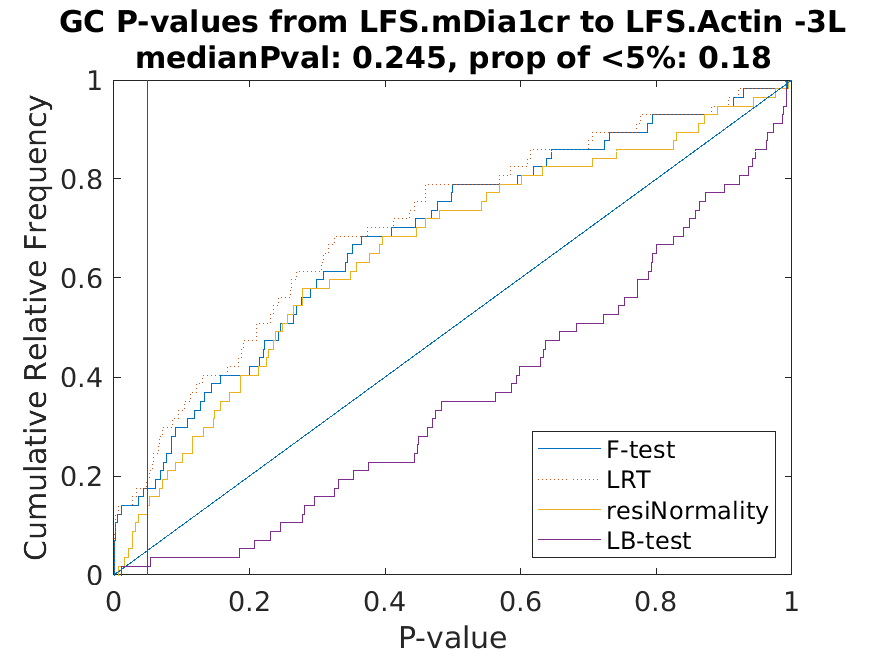 GC P-values from LFS.mDia1cr to LFS.Actin -3L
medianPval: 0.245, prop of <5%: 0.18
1
0.8
0.6
0.4
0.2
0
Cumulative Relative Frequency
F-test
LRT
resiNormality
LB-test
0 0.2 0.4 0.6 0.8 1
P-value